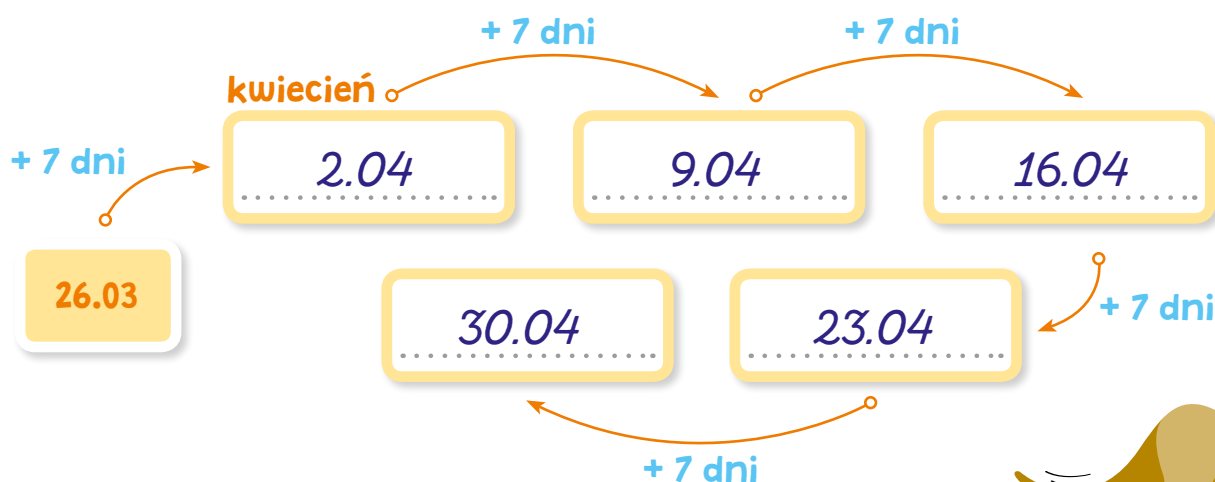 + 7 dni
+ 7 dni
kwiecień
+ 7 dni
2.04
9.04
16.04
26.03
+ 7 dni
30.04
23.04
+ 7 dni